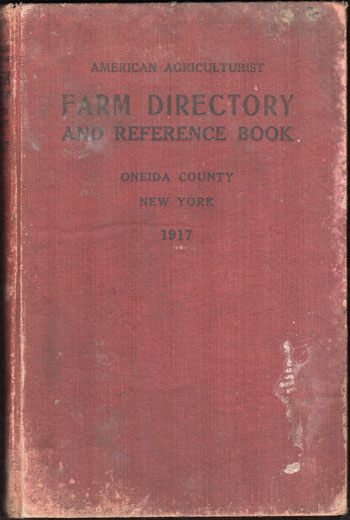 AMERICAN AGRICULTURIST
FARM DIRECTORY
AND REFERENCE BOOK
ONEIDA COUNTY
NEW YORK
1917